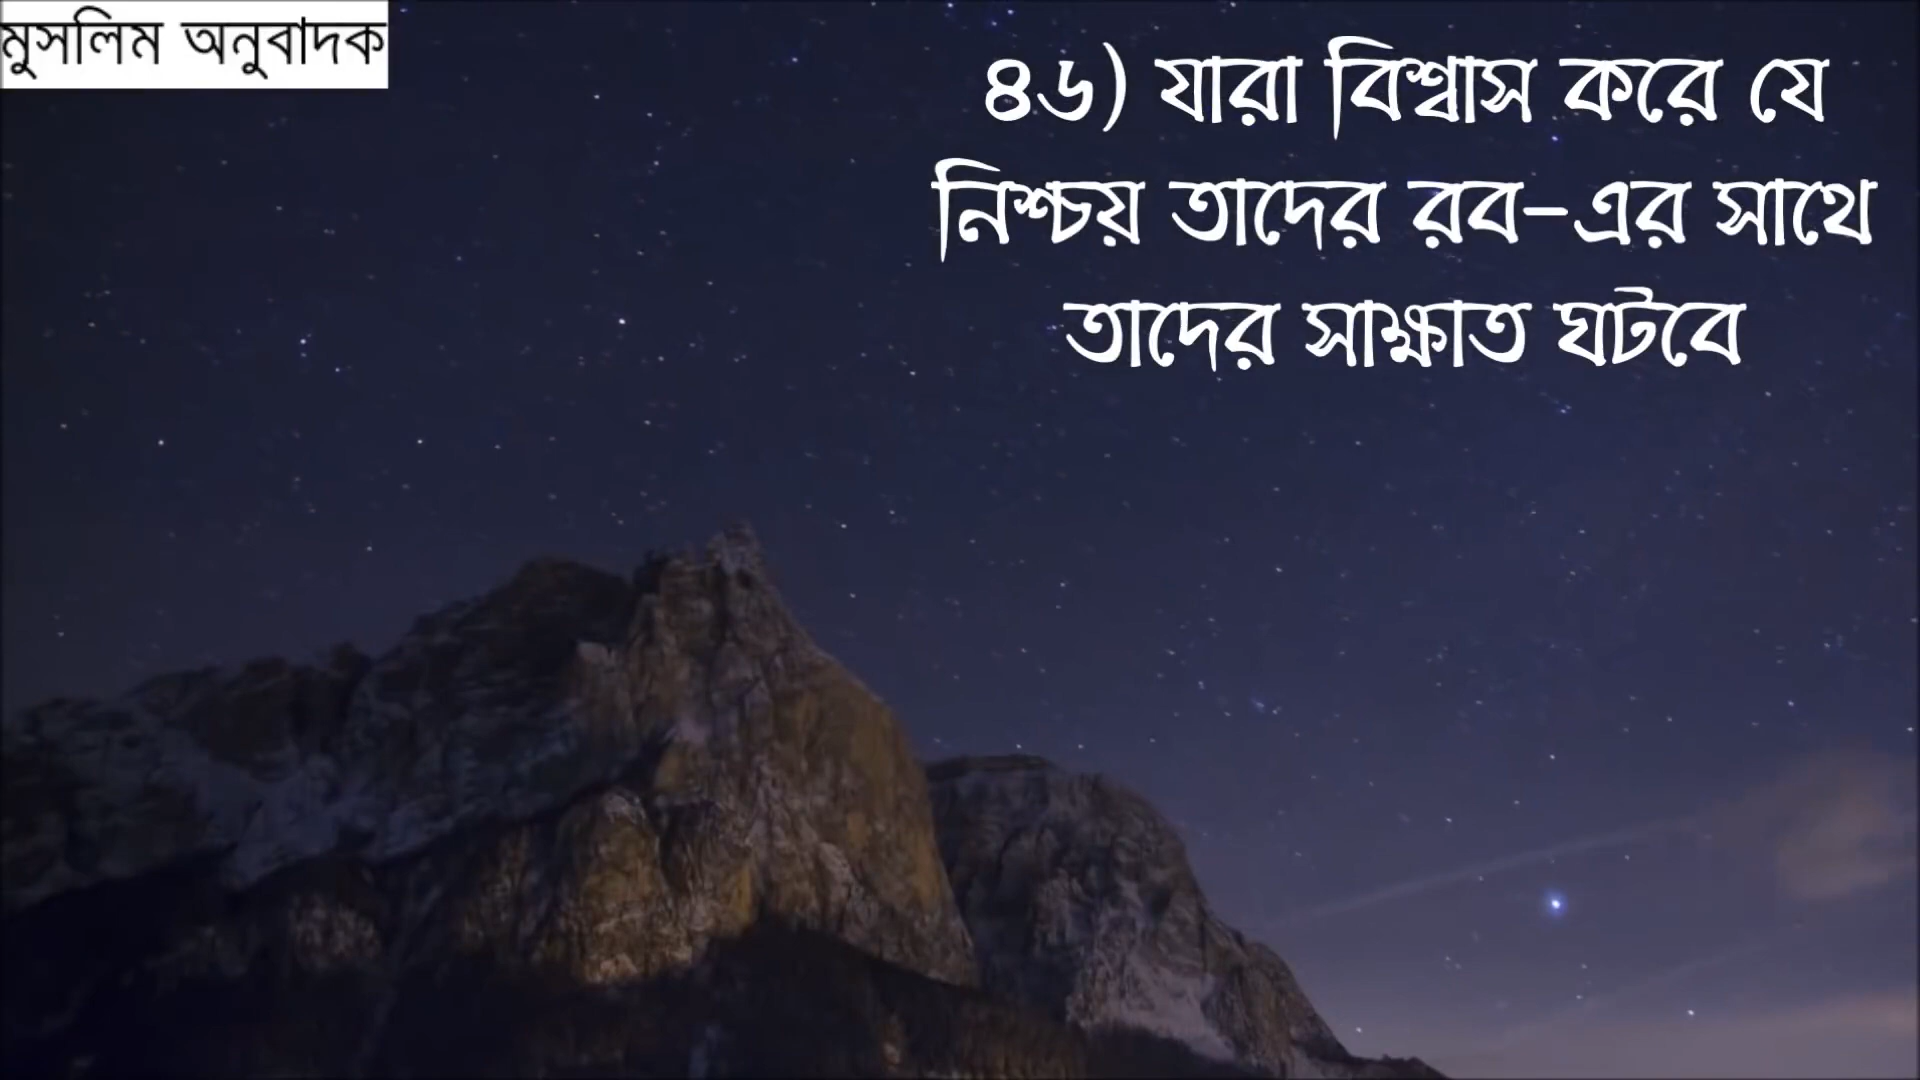 মুসলিম অনুবাদক
৪৬) যারা বিশ্বাস করে যে
নিশ্চয় তাদের রব-এর সাথে
তাদের সাক্ষাত ঘটবে